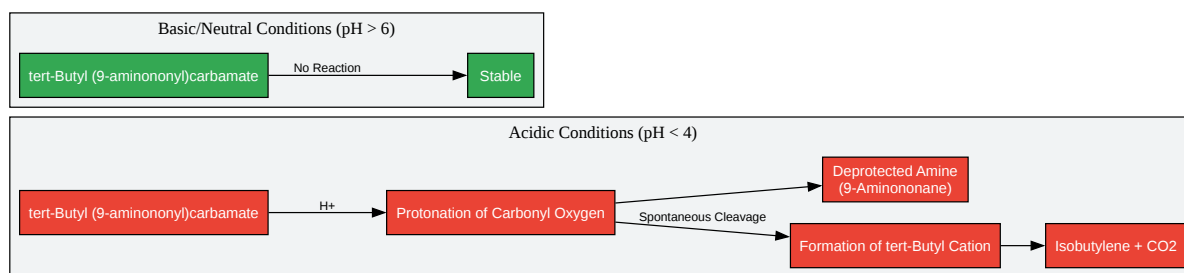 Basic/Neutral Conditions (pH > 6)
tert-Butyl (9-aminononyl)carbamate
No Reaction
Stable
Acidic Conditions (pH < 4)
tert-Butyl (9-aminononyl)carbamate
H+
Protonation of Carbonyl Oxygen
Spontaneous Cleavage
Deprotected Amine
(9-Aminononane)
Formation of tert-Butyl Cation
Isobutylene + CO2